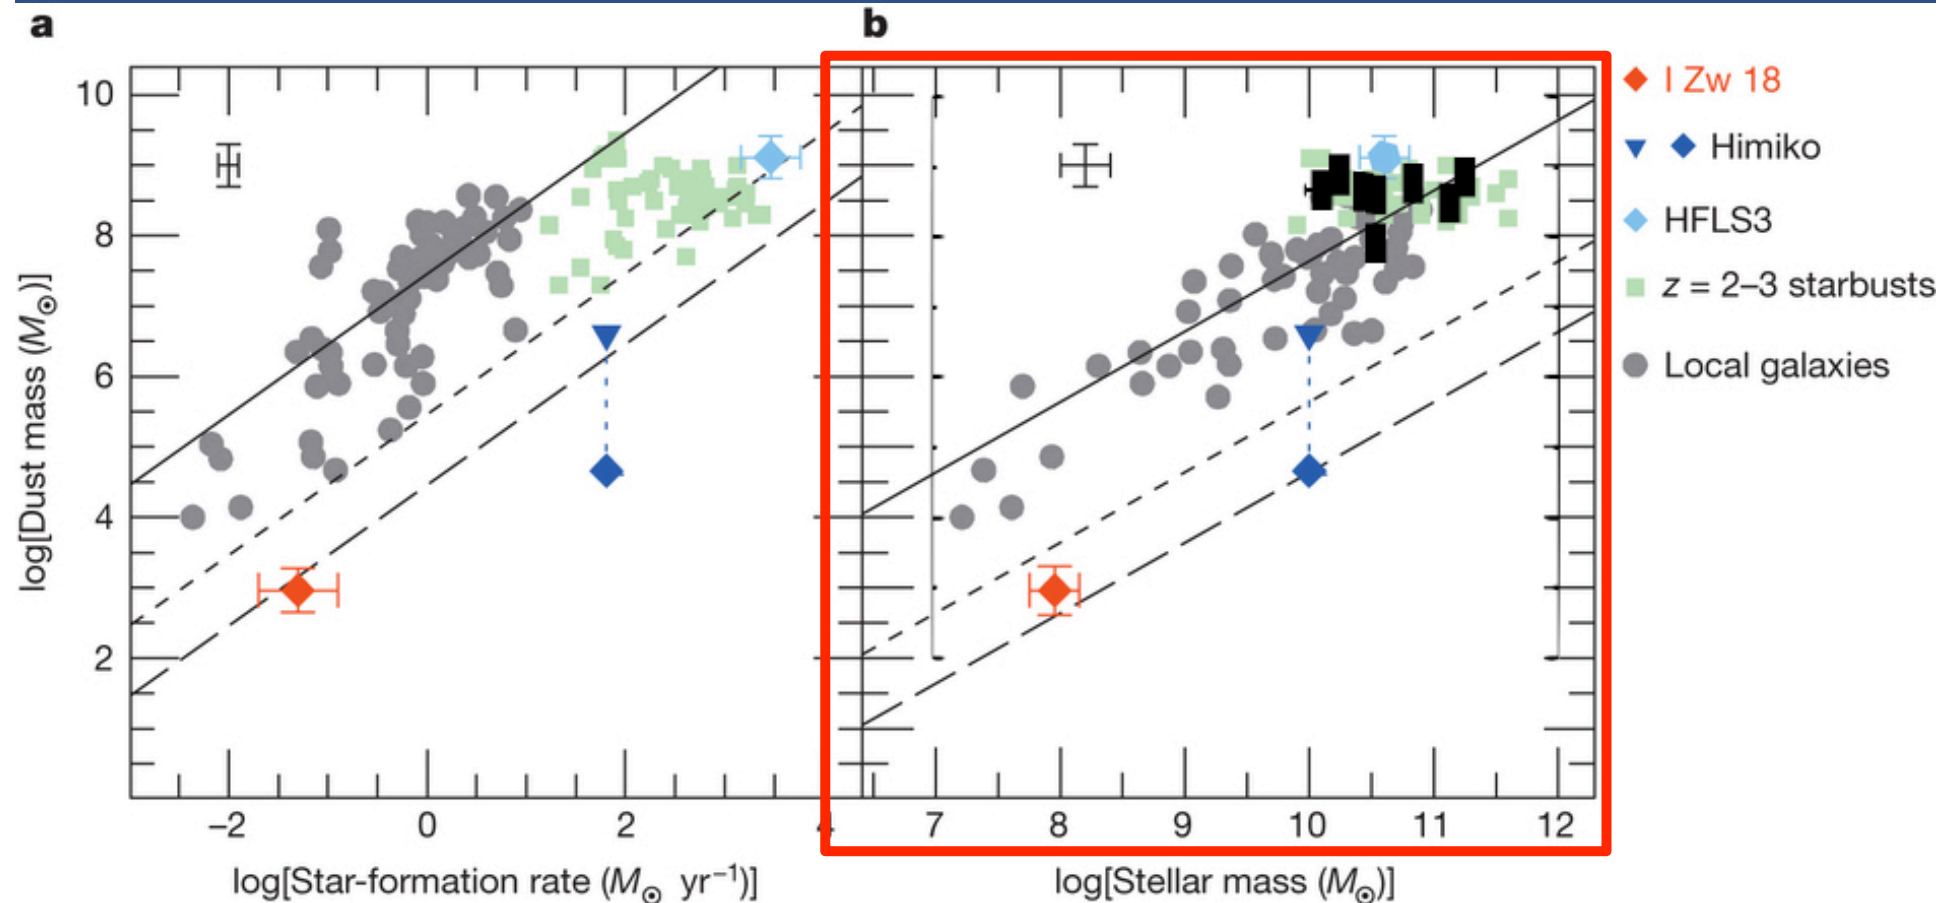 a
b
10
8
6
4
2
−2
0
2
4
7
8
9
10
11
12
log[Dust mass (M☉)]
log[Star-formation rate (M☉ yr⁻¹)]
log[Stellar mass (M☉)]
I Zw 18
Himiko
HFLS3
z = 2–3 starbusts
Local galaxies